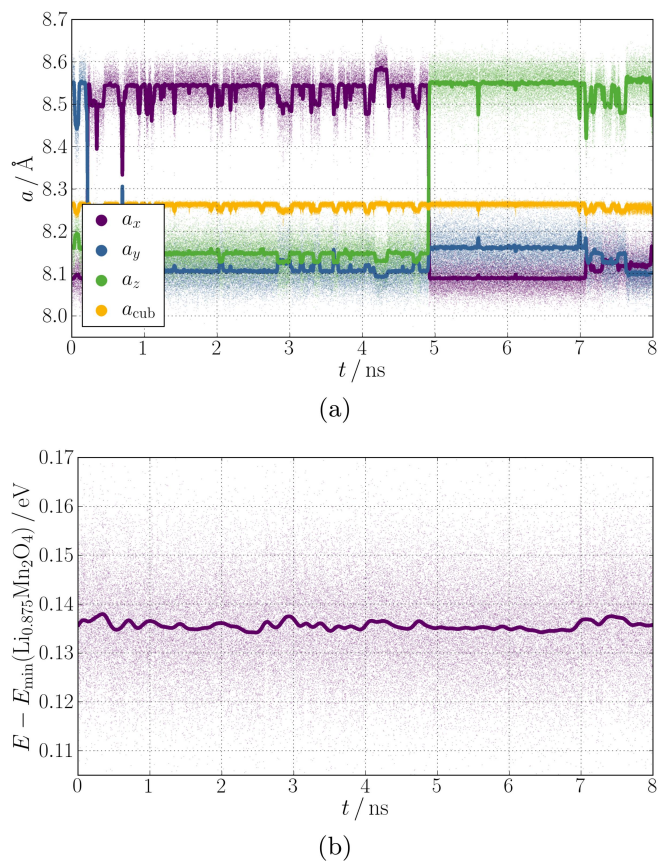 8.7
8.6
8.5
8.4
8.3
8.2
8.1
8.0
a / Å
a_x
a_y
a_z
a_cub
0 1 2 3 4 5 6 7 8
t / ns
(a)
0.17
0.16
0.15
0.14
0.13
0.12
0.11
E − E_min(Li_0.875Mn_2O_4) / eV
0 1 2 3 4 5 6 7 8
t / ns
(b)